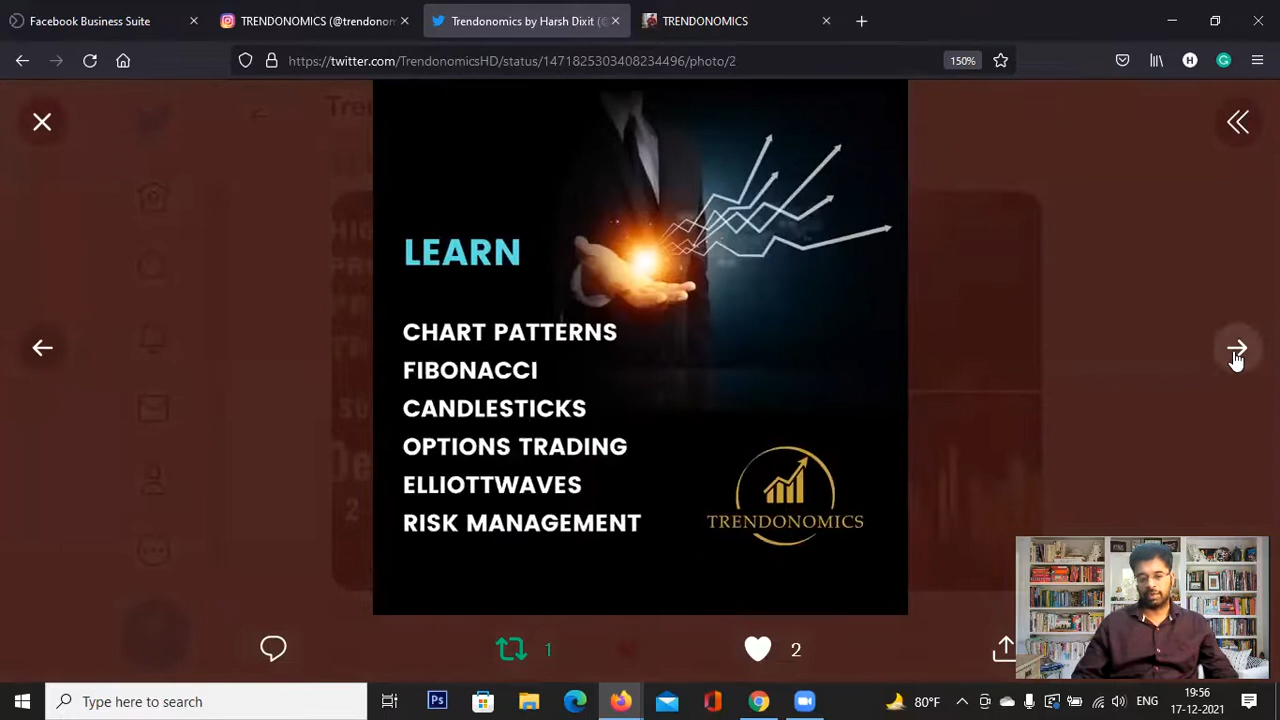 Facebook Business Suite
TRENDONOMICS (@trendonom
Trendonomics by Harsh Dixit (@
TRENDONOMICS
https://twitter.com/TrendonomicsHD/status/1471825303408234496/photo/2
150%
H
G
LEARN
CHART PATTERNS
FIBONACCI
CANDLESTICKS
OPTIONS TRADING
ELLIOTTWAVES
RISK MANAGEMENT
TRENDONOMICS
1
2
Type here to search
Ps
80°F
ENG
19:56
17-12-2021